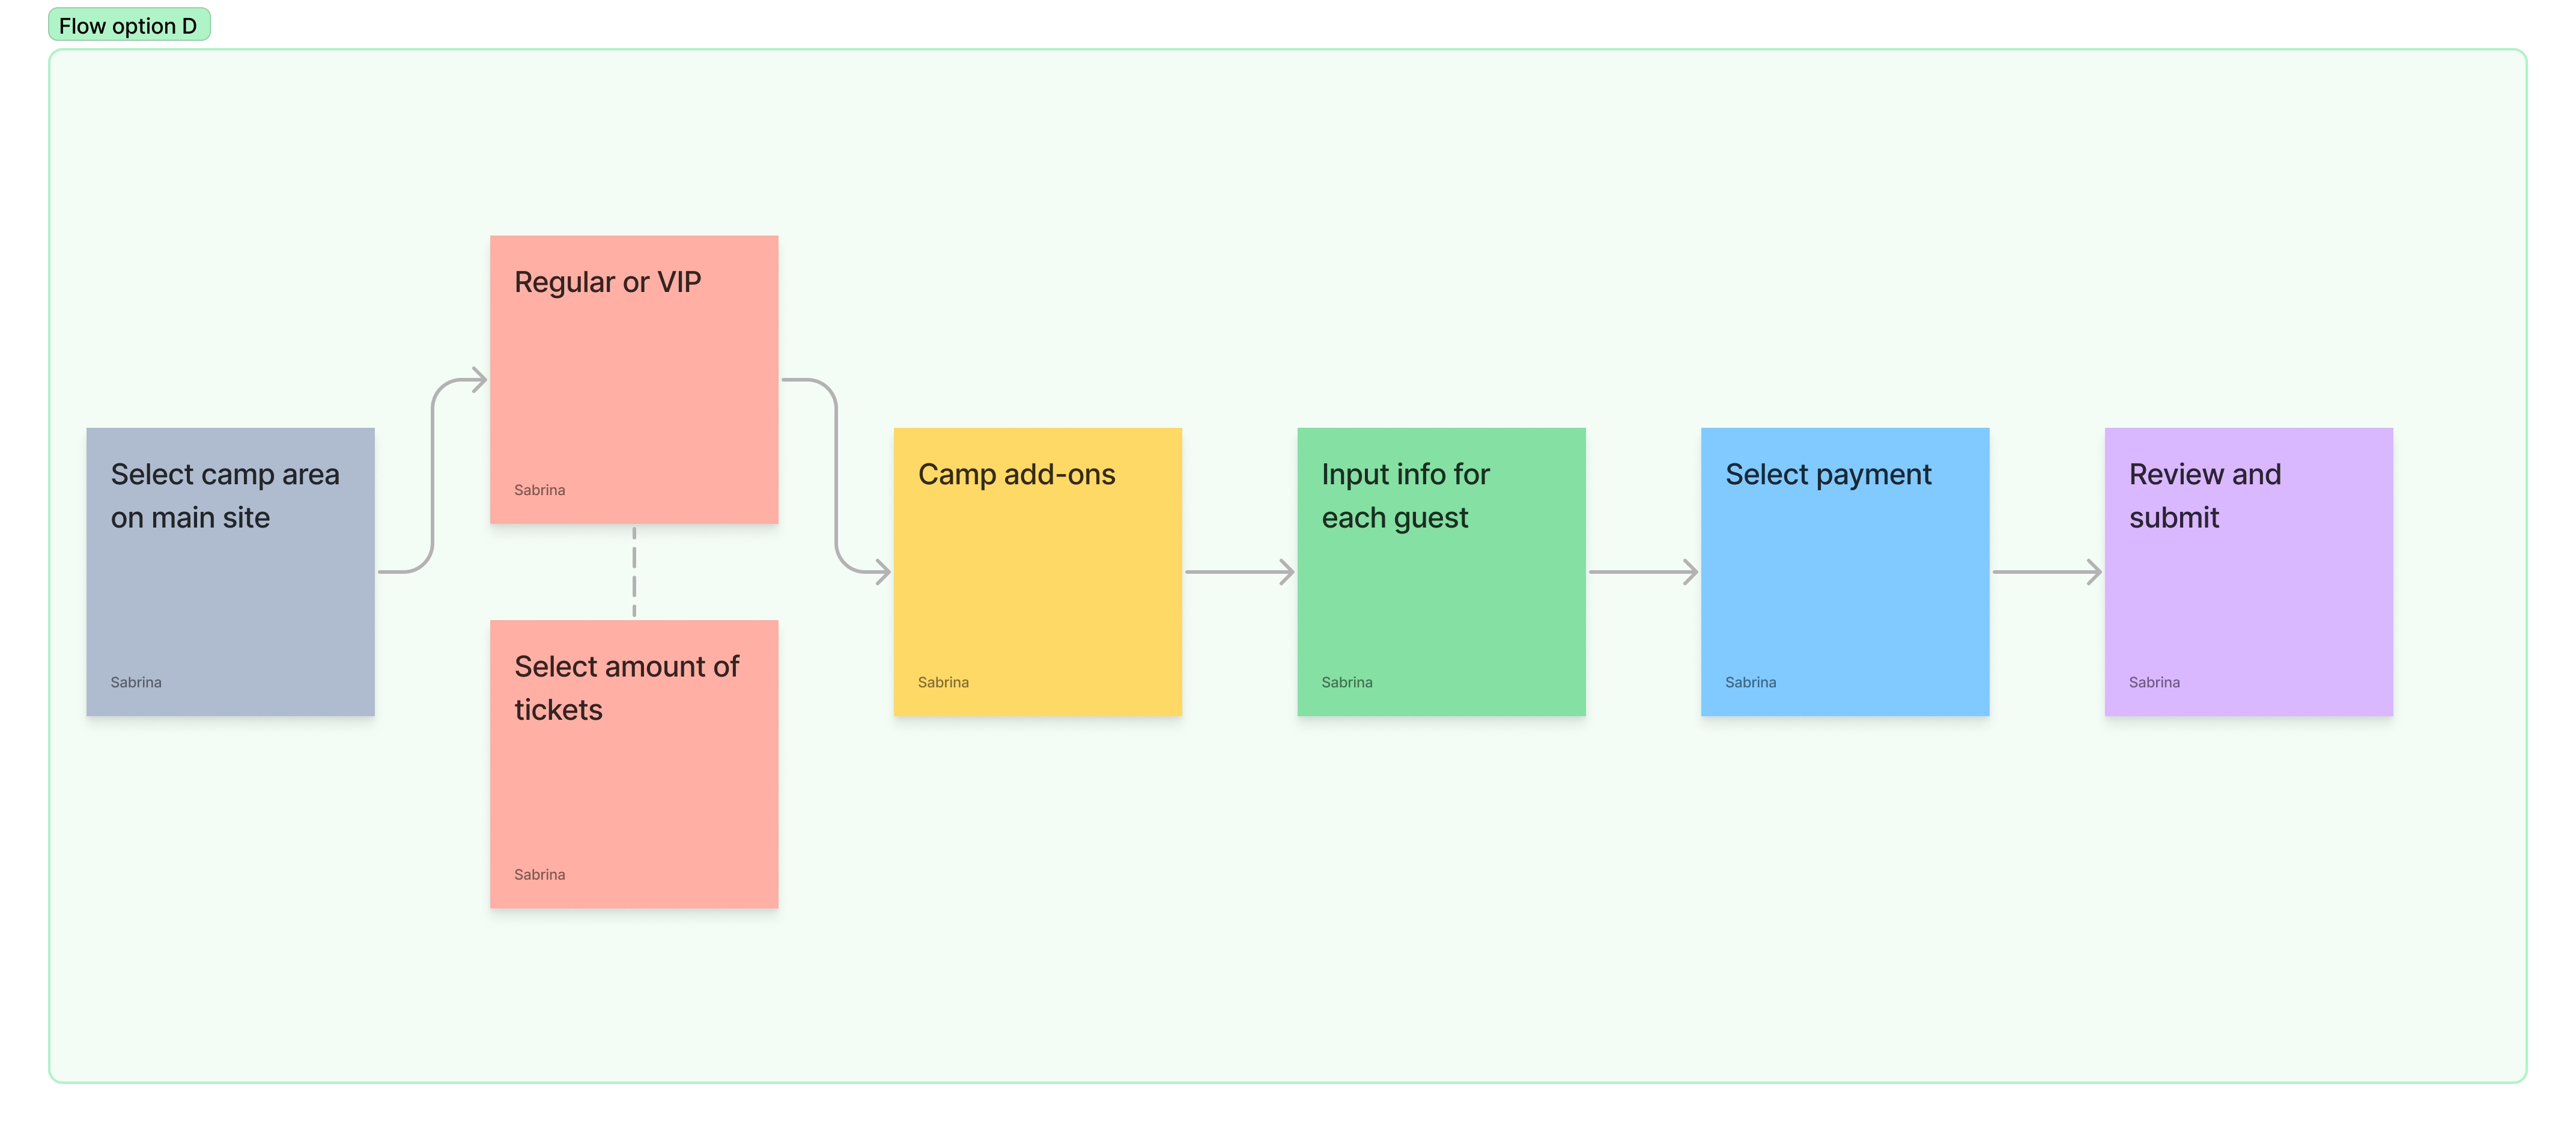 Flow option D
Select camp area
on main site
Sabrina
Regular or VIP
Sabrina
Select amount of
tickets
Sabrina
Camp add-ons
Sabrina
Input info for
each guest
Sabrina
Select payment
Sabrina
Review and
submit
Sabrina